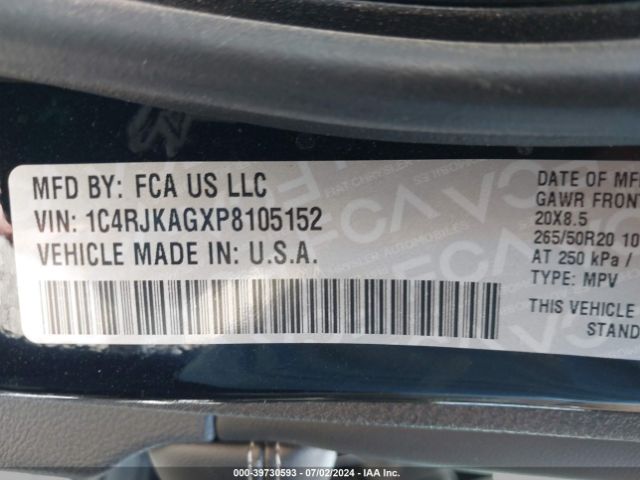 MFD BY: FCA US LLC
VIN: 1C4RJKAGXP8105152
VEHICLE MADE IN: U.S.A.
DATE OF MF
GAWR FRONT
20X8.5
265/50R20 10
AT 250 kPa /
TYPE: MPV
THIS VEHICLE
STAND
000-39730593 - 07/02/2024 - IAA Inc.